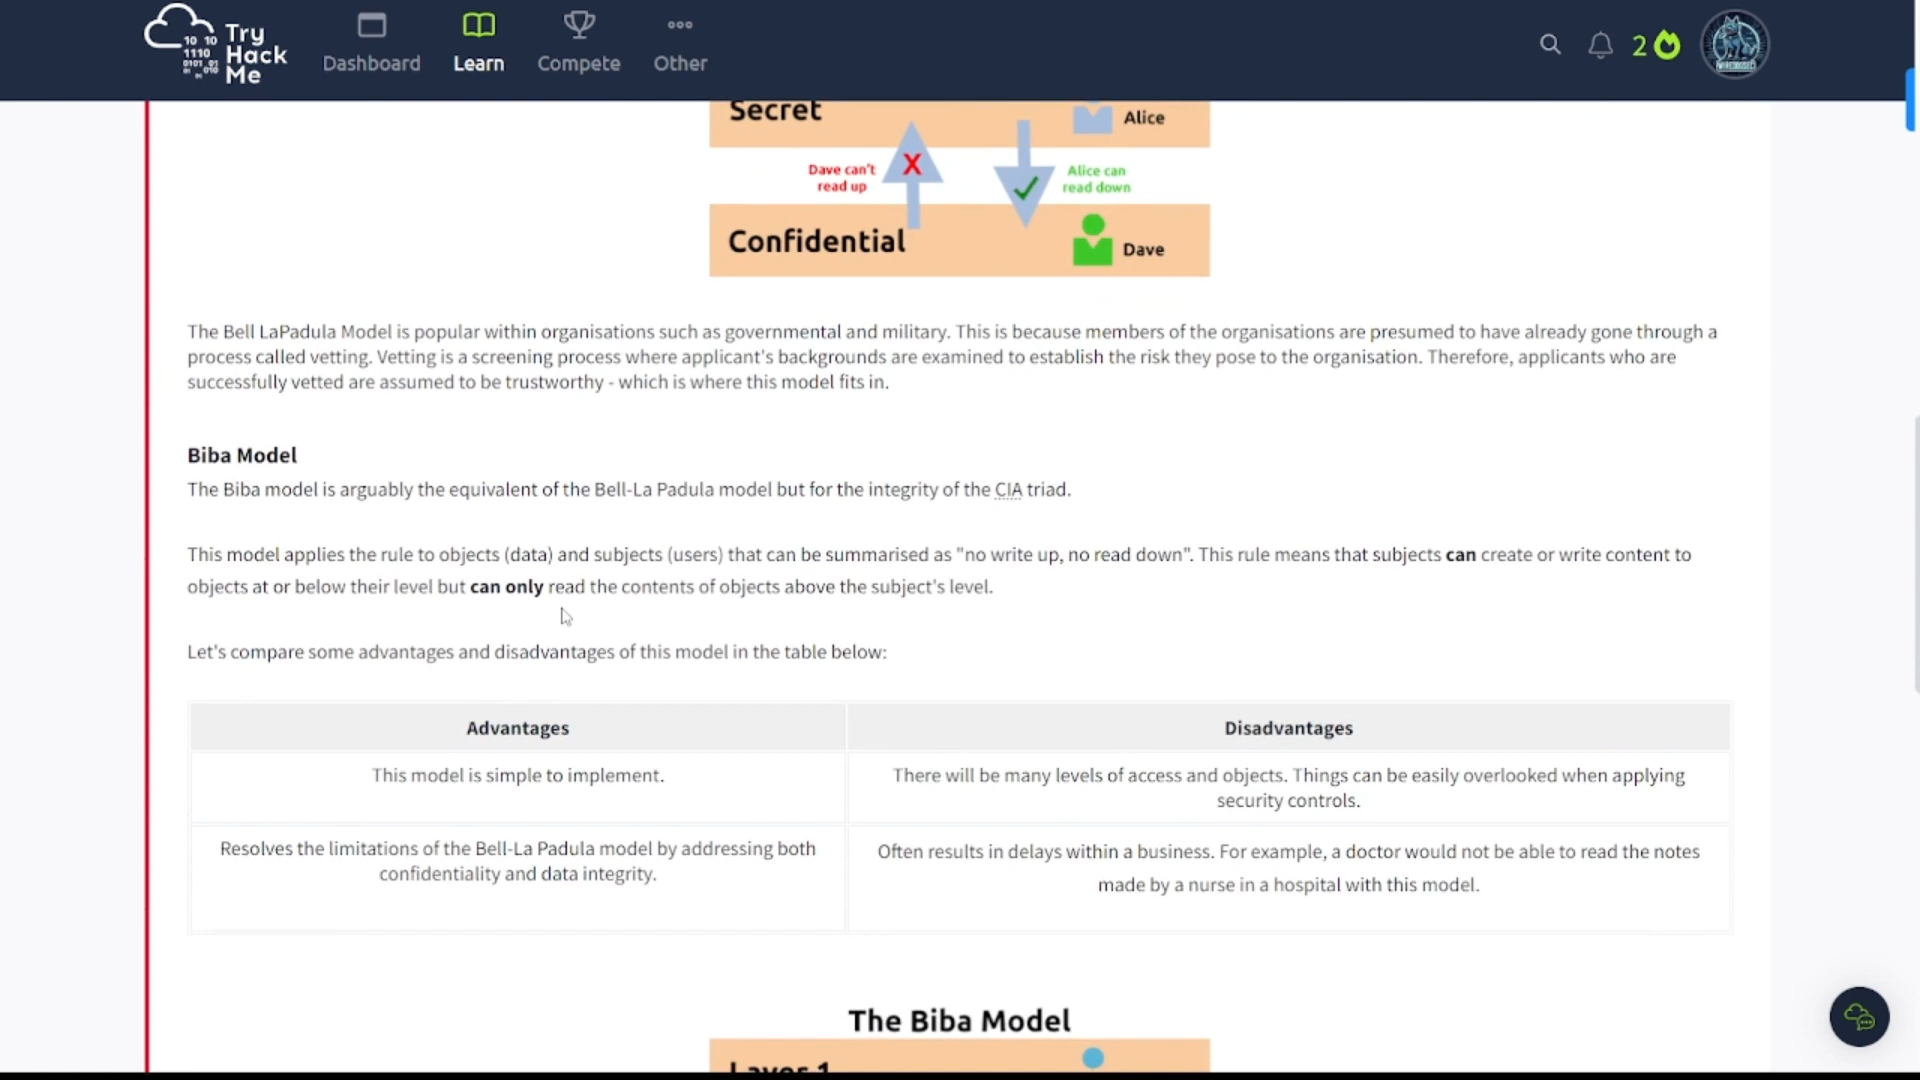 Try
Hack
Me
10 10
1110
0101 01
Dashboard
Learn
Compete
Other
2
Secret
Alice
Dave can't
read up
X
Alice can
read down
Confidential
Dave
The Bell LaPadula Model is popular within organisations such as governmental and military. This is because members of the organisations are presumed to have already gone through a
process called vetting. Vetting is a screening process where applicant's backgrounds are examined to establish the risk they pose to the organisation. Therefore, applicants who are
successfully vetted are assumed to be trustworthy - which is where this model fits in.
Biba Model
The Biba model is arguably the equivalent of the Bell-La Padula model but for the integrity of the CIA triad.
This model applies the rule to objects (data) and subjects (users) that can be summarised as "no write up, no read down". This rule means that subjects can create or write content to
objects at or below their level but can only read the contents of objects above the subject's level.
Let's compare some advantages and disadvantages of this model in the table below:
Advantages
Disadvantages
This model is simple to implement.
There will be many levels of access and objects. Things can be easily overlooked when applying
security controls.
Resolves the limitations of the Bell-La Padula model by addressing both
confidentiality and data integrity.
Often results in delays within a business. For example, a doctor would not be able to read the notes
made by a nurse in a hospital with this model.
The Biba Model
Layer 1